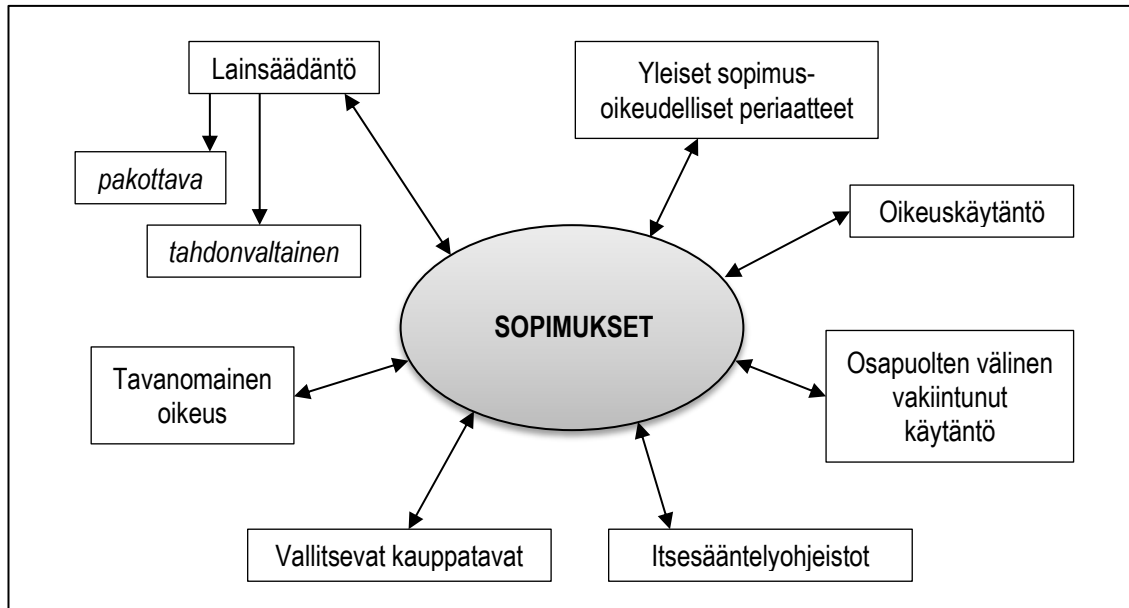 Lainsäädäntö
Yleiset sopimus-
oikeudelliset periaatteet
pakottava
Oikeuskäytäntö
tahdonvaltainen
SOPIMUKSET
Tavanomainen
oikeus
Osapuolten välinen
vakiintunut
käytäntö
Vallitsevat kauppatavat
Itsesääntelyohjeistot